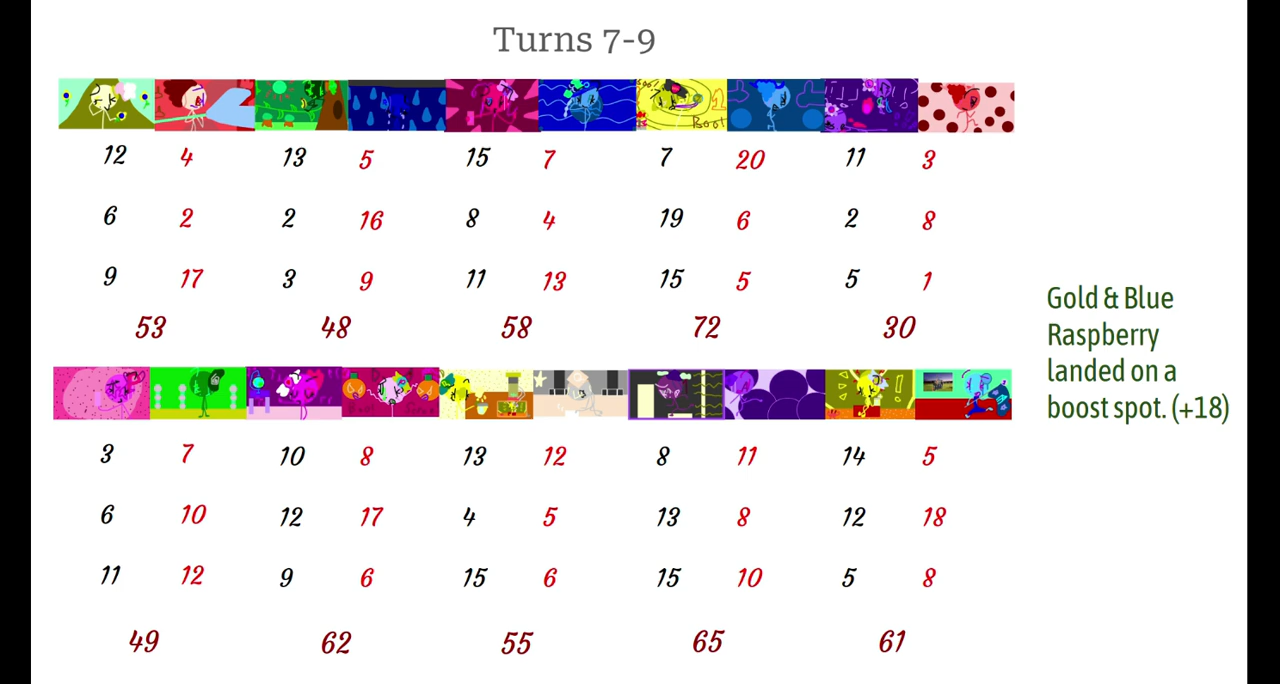 Turns 7-9
Boot
12 4 13 5 15 7 7 20 11 3
6 2 2 16 8 4 19 6 2 8
9 17 3 9 11 13 15 5 5 1
53 48 58 72 30
Gold & Blue
Raspberry
landed on a
boost spot. (+18)
3 7 10 8 13 12 8 11 14 5
6 10 12 17 4 5 13 8 12 18
11 12 9 6 15 6 15 10 5 8
49 62 55 65 61